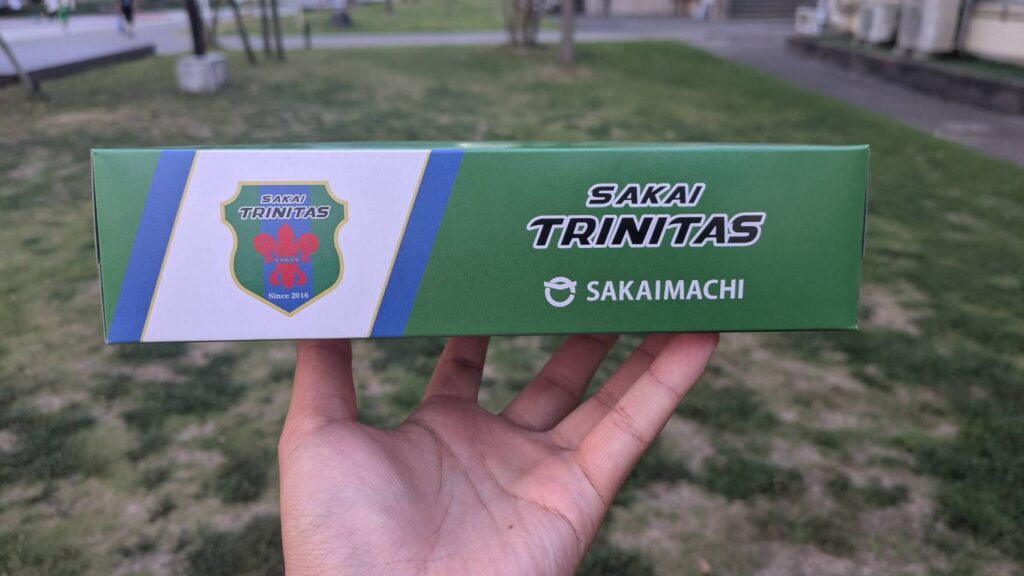 SAKAI
TRINITAS
Since 2016
SAKAI
TRINITAS
SAKAIMACHI